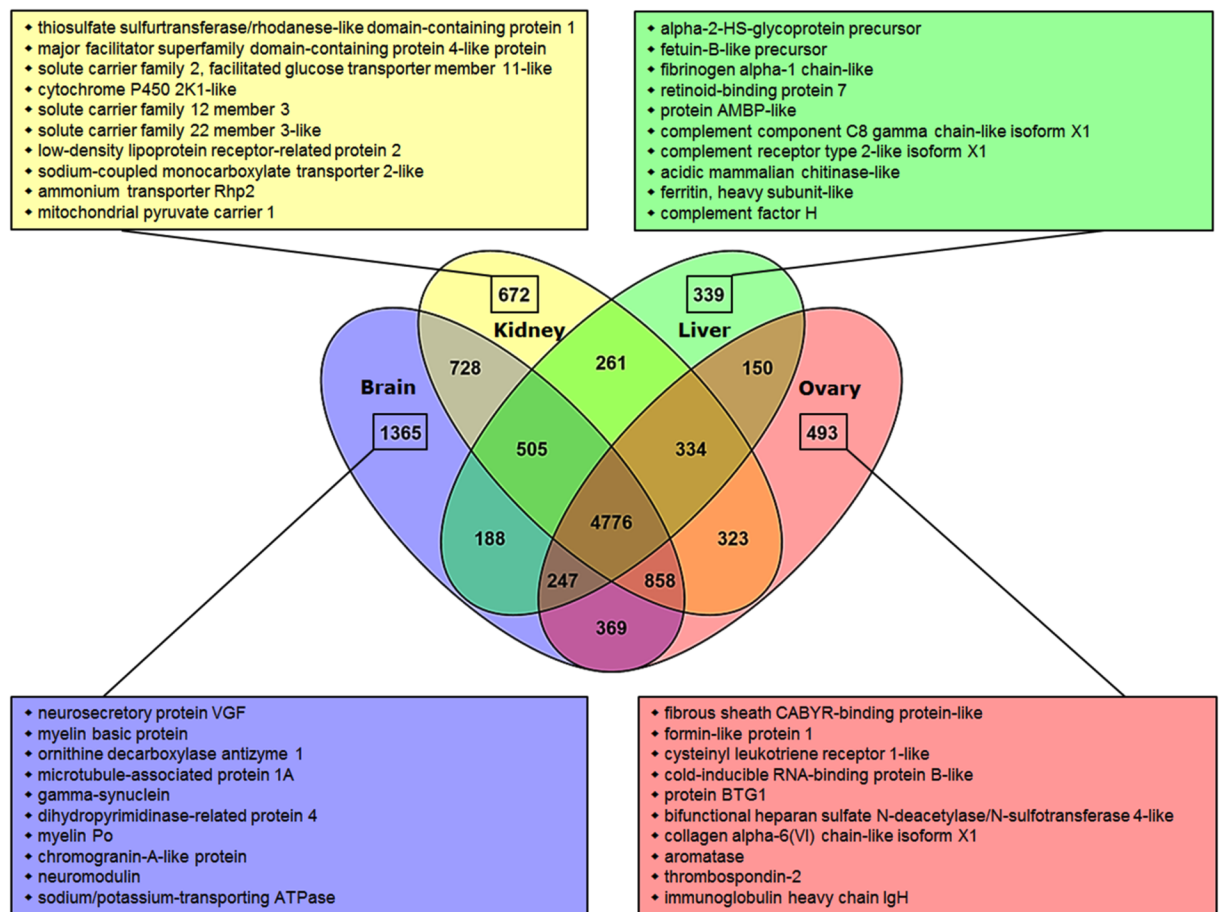 ◆ thiosulfate sulfurtransferase/rhodanese-like domain-containing protein 1
◆ major facilitator superfamily domain-containing protein 4-like protein
◆ solute carrier family 2, facilitated glucose transporter member 11-like
◆ cytochrome P450 2K1-like
◆ solute carrier family 12 member 3
◆ solute carrier family 22 member 3-like
◆ low-density lipoprotein receptor-related protein 2
◆ sodium-coupled monocarboxylate transporter 2-like
◆ ammonium transporter Rhp2
◆ mitochondrial pyruvate carrier 1
◆ alpha-2-HS-glycoprotein precursor
◆ fetuin-B-like precursor
◆ fibrinogen alpha-1 chain-like
◆ retinoid-binding protein 7
◆ protein AMBP-like
◆ complement component C8 gamma chain-like isoform X1
◆ complement receptor type 2-like isoform X1
◆ acidic mammalian chitinase-like
◆ ferritin, heavy subunit-like
◆ complement factor H
672
339
Kidney
Liver
728
261
150
Brain
Ovary
1365
493
505
334
4776
188
323
247
858
369
◆ neurosecretory protein VGF
◆ myelin basic protein
◆ ornithine decarboxylase antizyme 1
◆ microtubule-associated protein 1A
◆ gamma-synuclein
◆ dihydropyrimidinase-related protein 4
◆ myelin Po
◆ chromogranin-A-like protein
◆ neuromodulin
◆ sodium/potassium-transporting ATPase
◆ fibrous sheath CABYR-binding protein-like
◆ formin-like protein 1
◆ cysteinyl leukotriene receptor 1-like
◆ cold-inducible RNA-binding protein B-like
◆ protein BTG1
◆ bifunctional heparan sulfate N-deacetylase/N-sulfotransferase 4-like
◆ collagen alpha-6(VI) chain-like isoform X1
◆ aromatase
◆ thrombospondin-2
◆ immunoglobulin heavy chain IgH